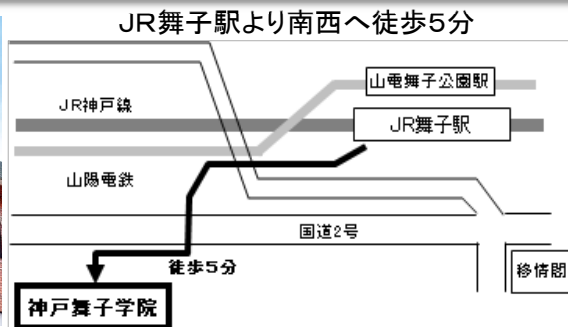 JR舞子駅より南西へ徒歩5分
山電舞子公園駅
JR神戸線
JR舞子駅
山陽電鉄
国道2号
徒歩5分
移情閣
神戸舞子学院